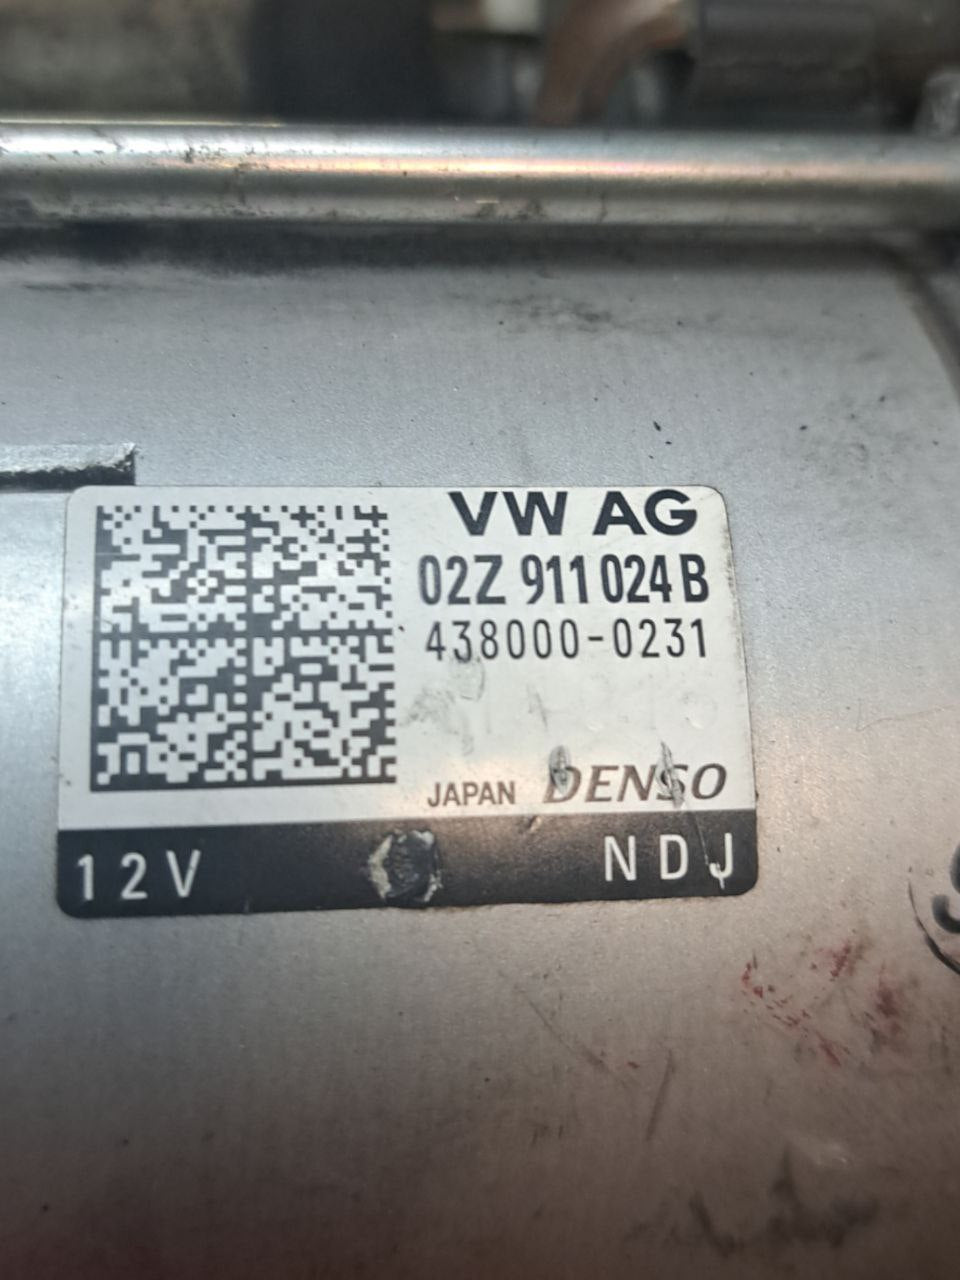 VW AG
02Z 911 024 B
438000-0231
JAPAN DENSO
12V NDJ